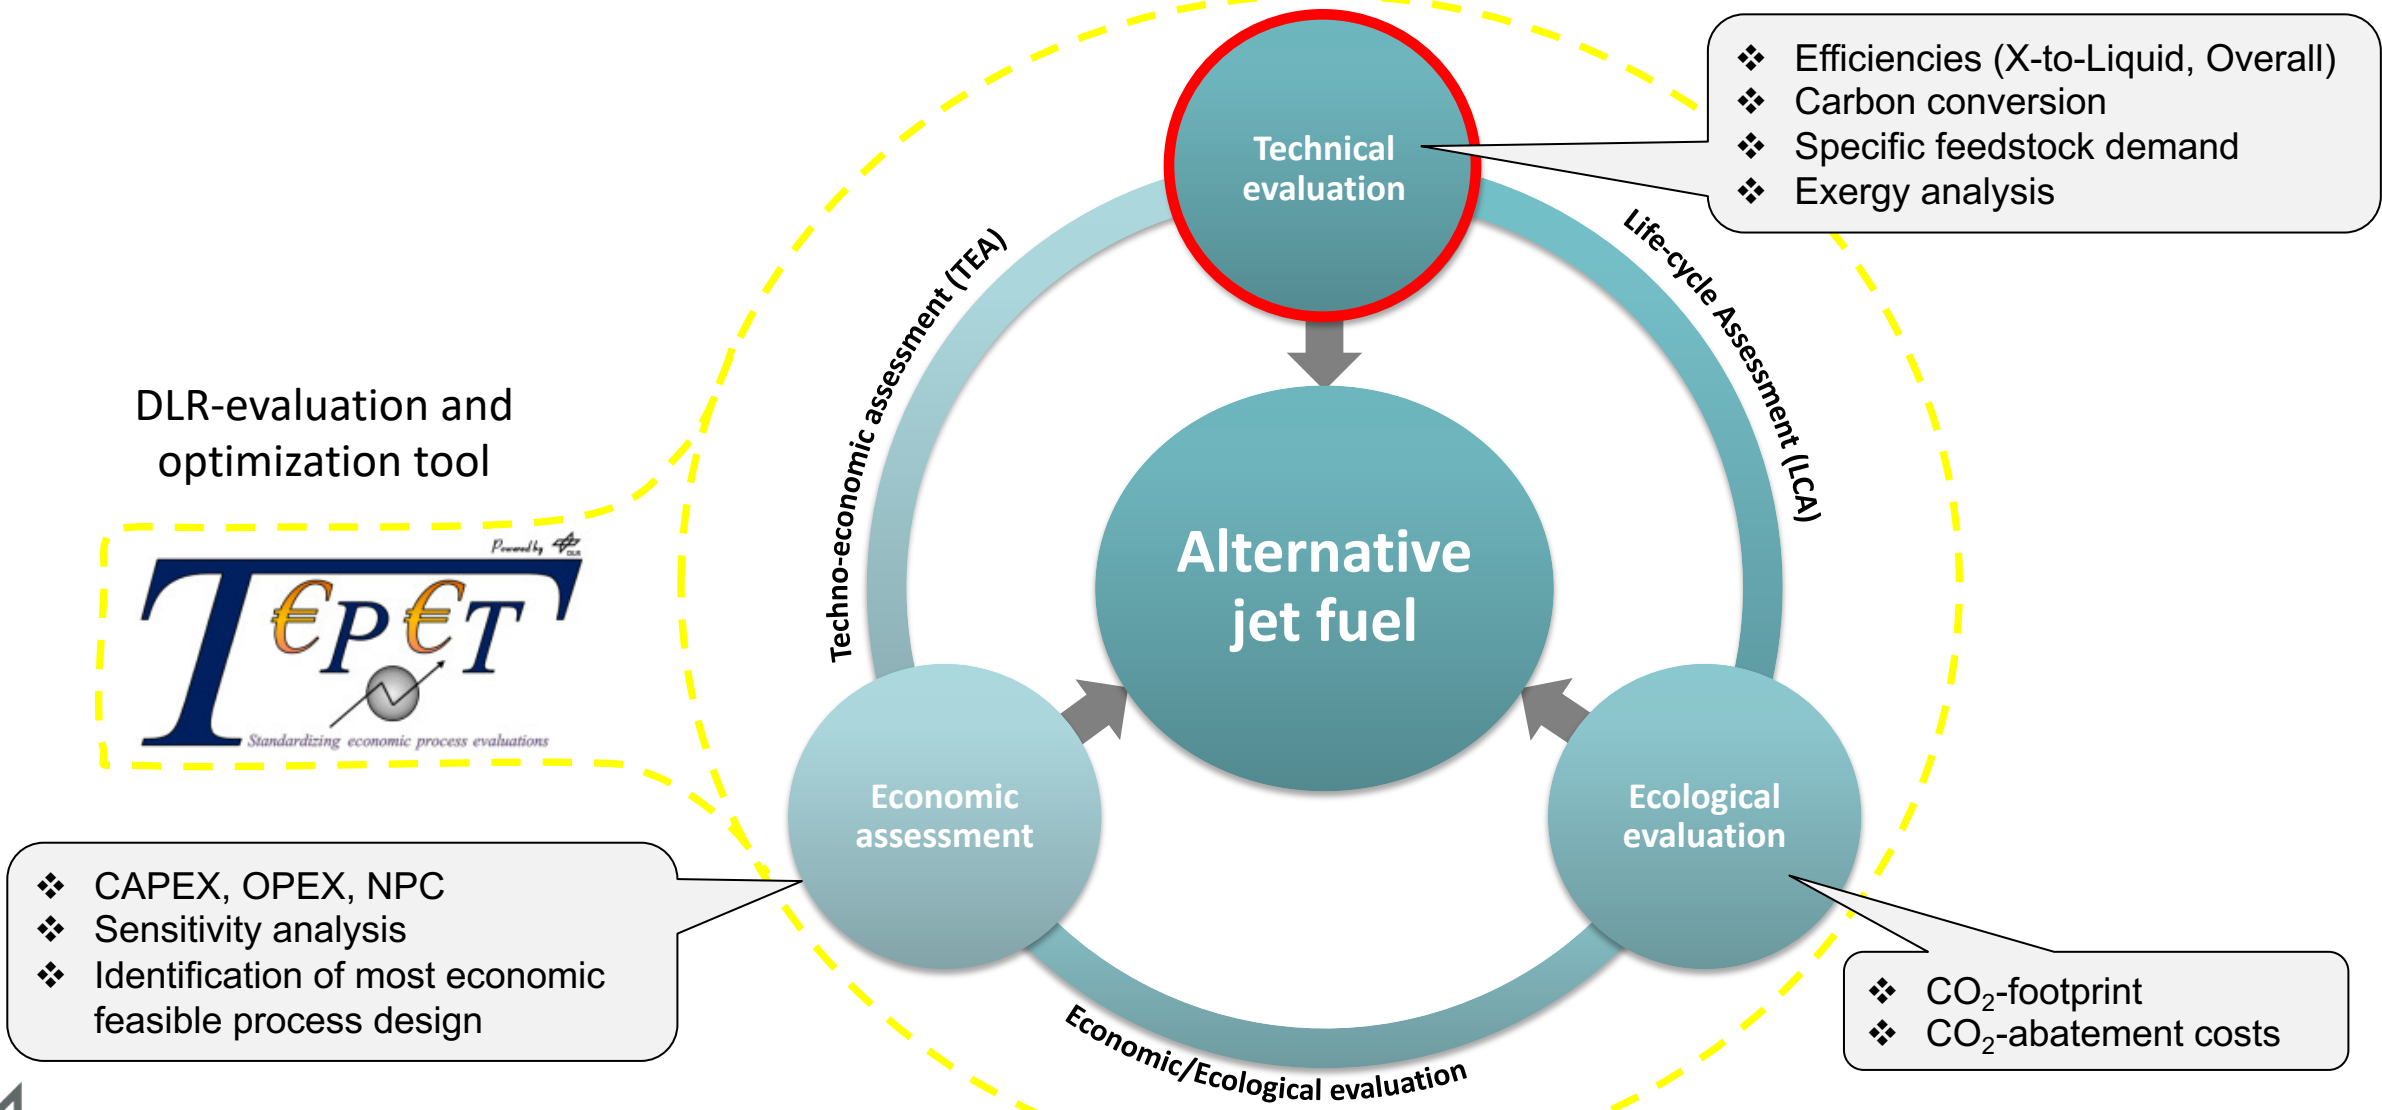 Efficiencies (X-to-Liquid, Overall)
Carbon conversion
Specific feedstock demand
Exergy analysis
Technical
evaluation
Life-cycle Assessment (LCA)
Techno-economic assessment (TEA)
DLR-evaluation and
optimization tool
Powered by DLR
T€P€T
Standardizing economic process evaluations
Alternative
jet fuel
Economic
assessment
Ecological
evaluation
CAPEX, OPEX, NPC
Sensitivity analysis
Identification of most economic
feasible process design
CO₂-footprint
CO₂-abatement costs
Economic/Ecological evaluation